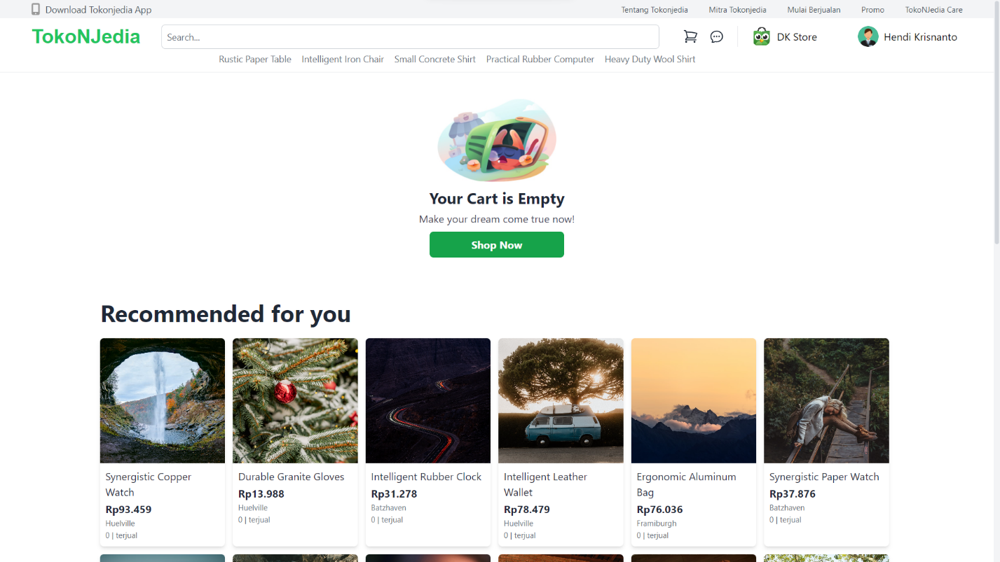 Download Tokonjedia App
Tentang Tokonjedia
Mitra Tokonjedia
Mulai Berjualan
Promo
TokoNJedia Care
TokoNJedia
Search...
DK Store
Hendi Krisnanto
Rustic Paper Table
Intelligent Iron Chair
Small Concrete Shirt
Practical Rubber Computer
Heavy Duty Wool Shirt
Your Cart is Empty
Make your dream come true now!
Shop Now
Recommended for you
Synergistic Copper
Watch
Rp93.459
Huelville
0 | terjual
Durable Granite Gloves
Rp13.988
Huelville
0 | terjual
Intelligent Rubber Clock
Rp31.278
Batzhaven
0 | terjual
Intelligent Leather
Wallet
Rp78.479
Huelville
0 | terjual
Ergonomic Aluminum
Bag
Rp76.036
Framiburgh
0 | terjual
Synergistic Paper Watch
Rp37.876
Batzhaven
0 | terjual